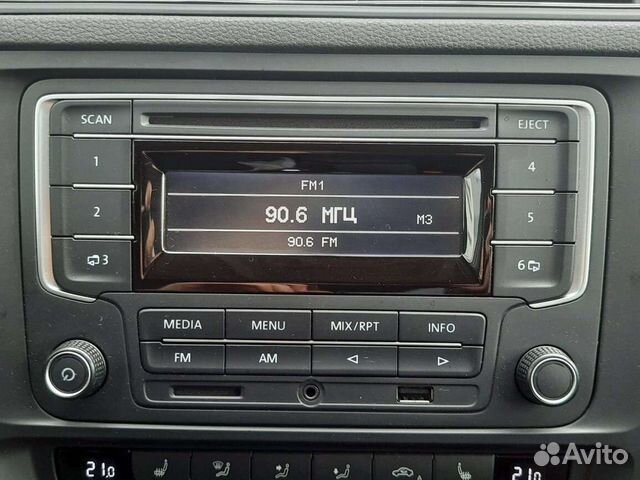 SCAN
EJECT
1
4
2
5
3
6
FM1
90.6 МГЦ
М3
90.6 FM
MEDIA
MENU
MIX/RPT
INFO
FM
AM
21.0
21.0
Avito